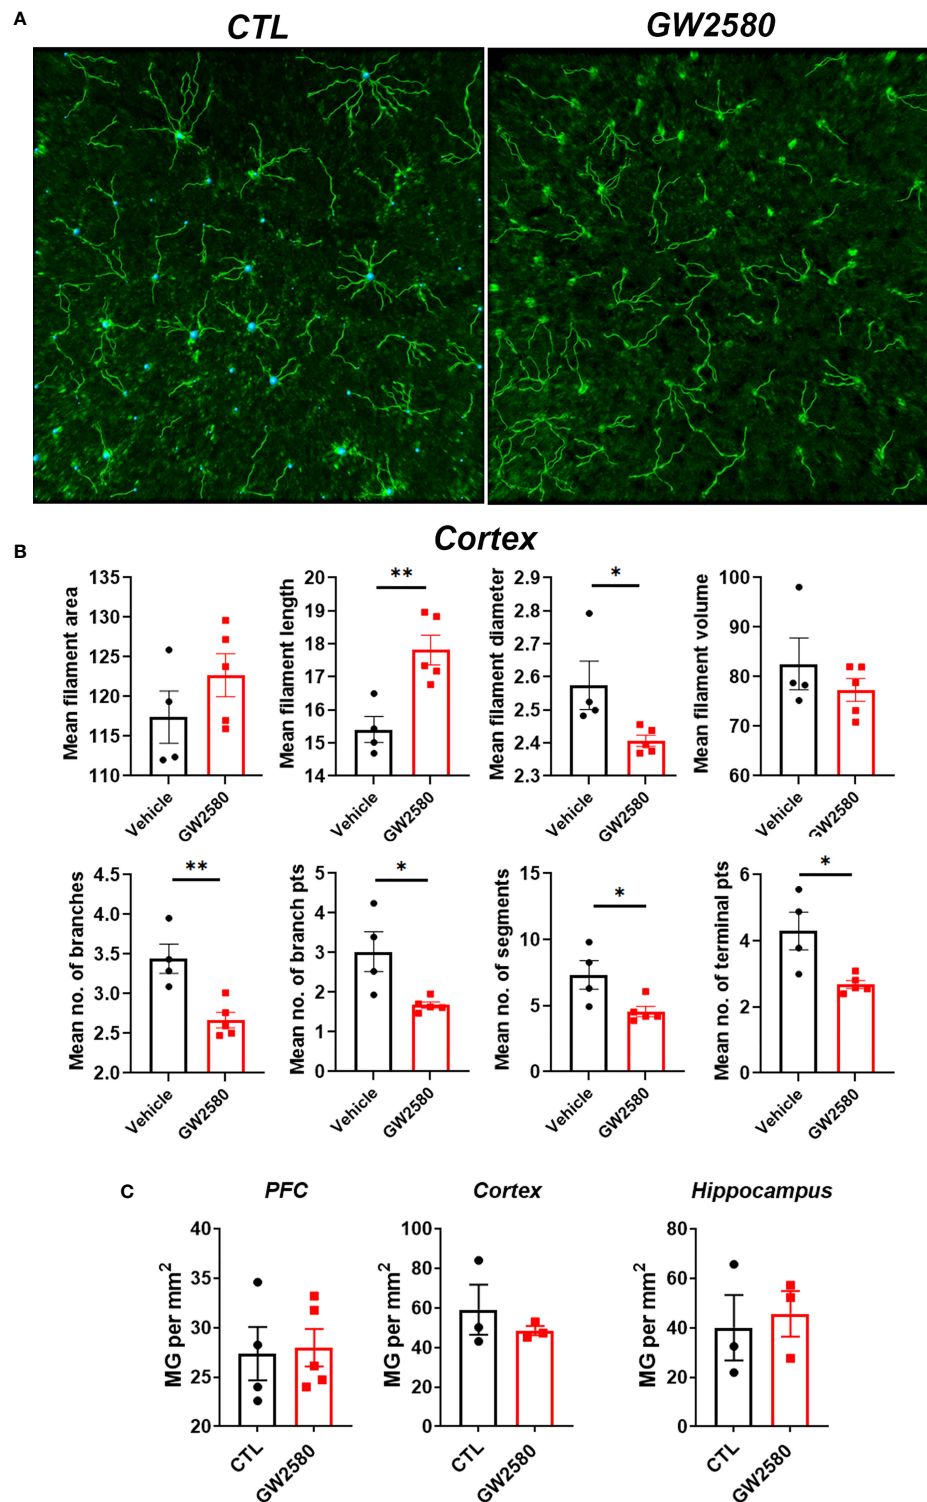 A
CTL
GW2580
B
Cortex
Mean filament area
135
130
125
120
115
110
Vehicle
GW2580
Mean filament length
20
19
18
17
16
15
14
**
Vehicle
GW2580
Mean filament diameter
2.9
2.8
2.7
2.6
2.5
2.4
2.3
*
Vehicle
GW2580
Mean filament volume
100
90
80
70
60
Vehicle
GW2580
Mean no. of branches
4.5
4.0
3.5
3.0
2.5
2.0
**
Vehicle
GW2580
Mean no. of branch pts
5
4
3
2
1
0
*
Vehicle
GW2580
Mean no. of segments
15
10
5
0
*
Vehicle
GW2580
Mean no. of terminal pts
6
4
2
0
*
Vehicle
GW2580
C
PFC
MG per mm²
40
35
30
25
20
CTL
GW2580
Cortex
MG per mm²
100
80
60
40
20
0
CTL
GW2580
Hippocampus
MG per mm²
80
60
40
20
0
CTL
GW2580